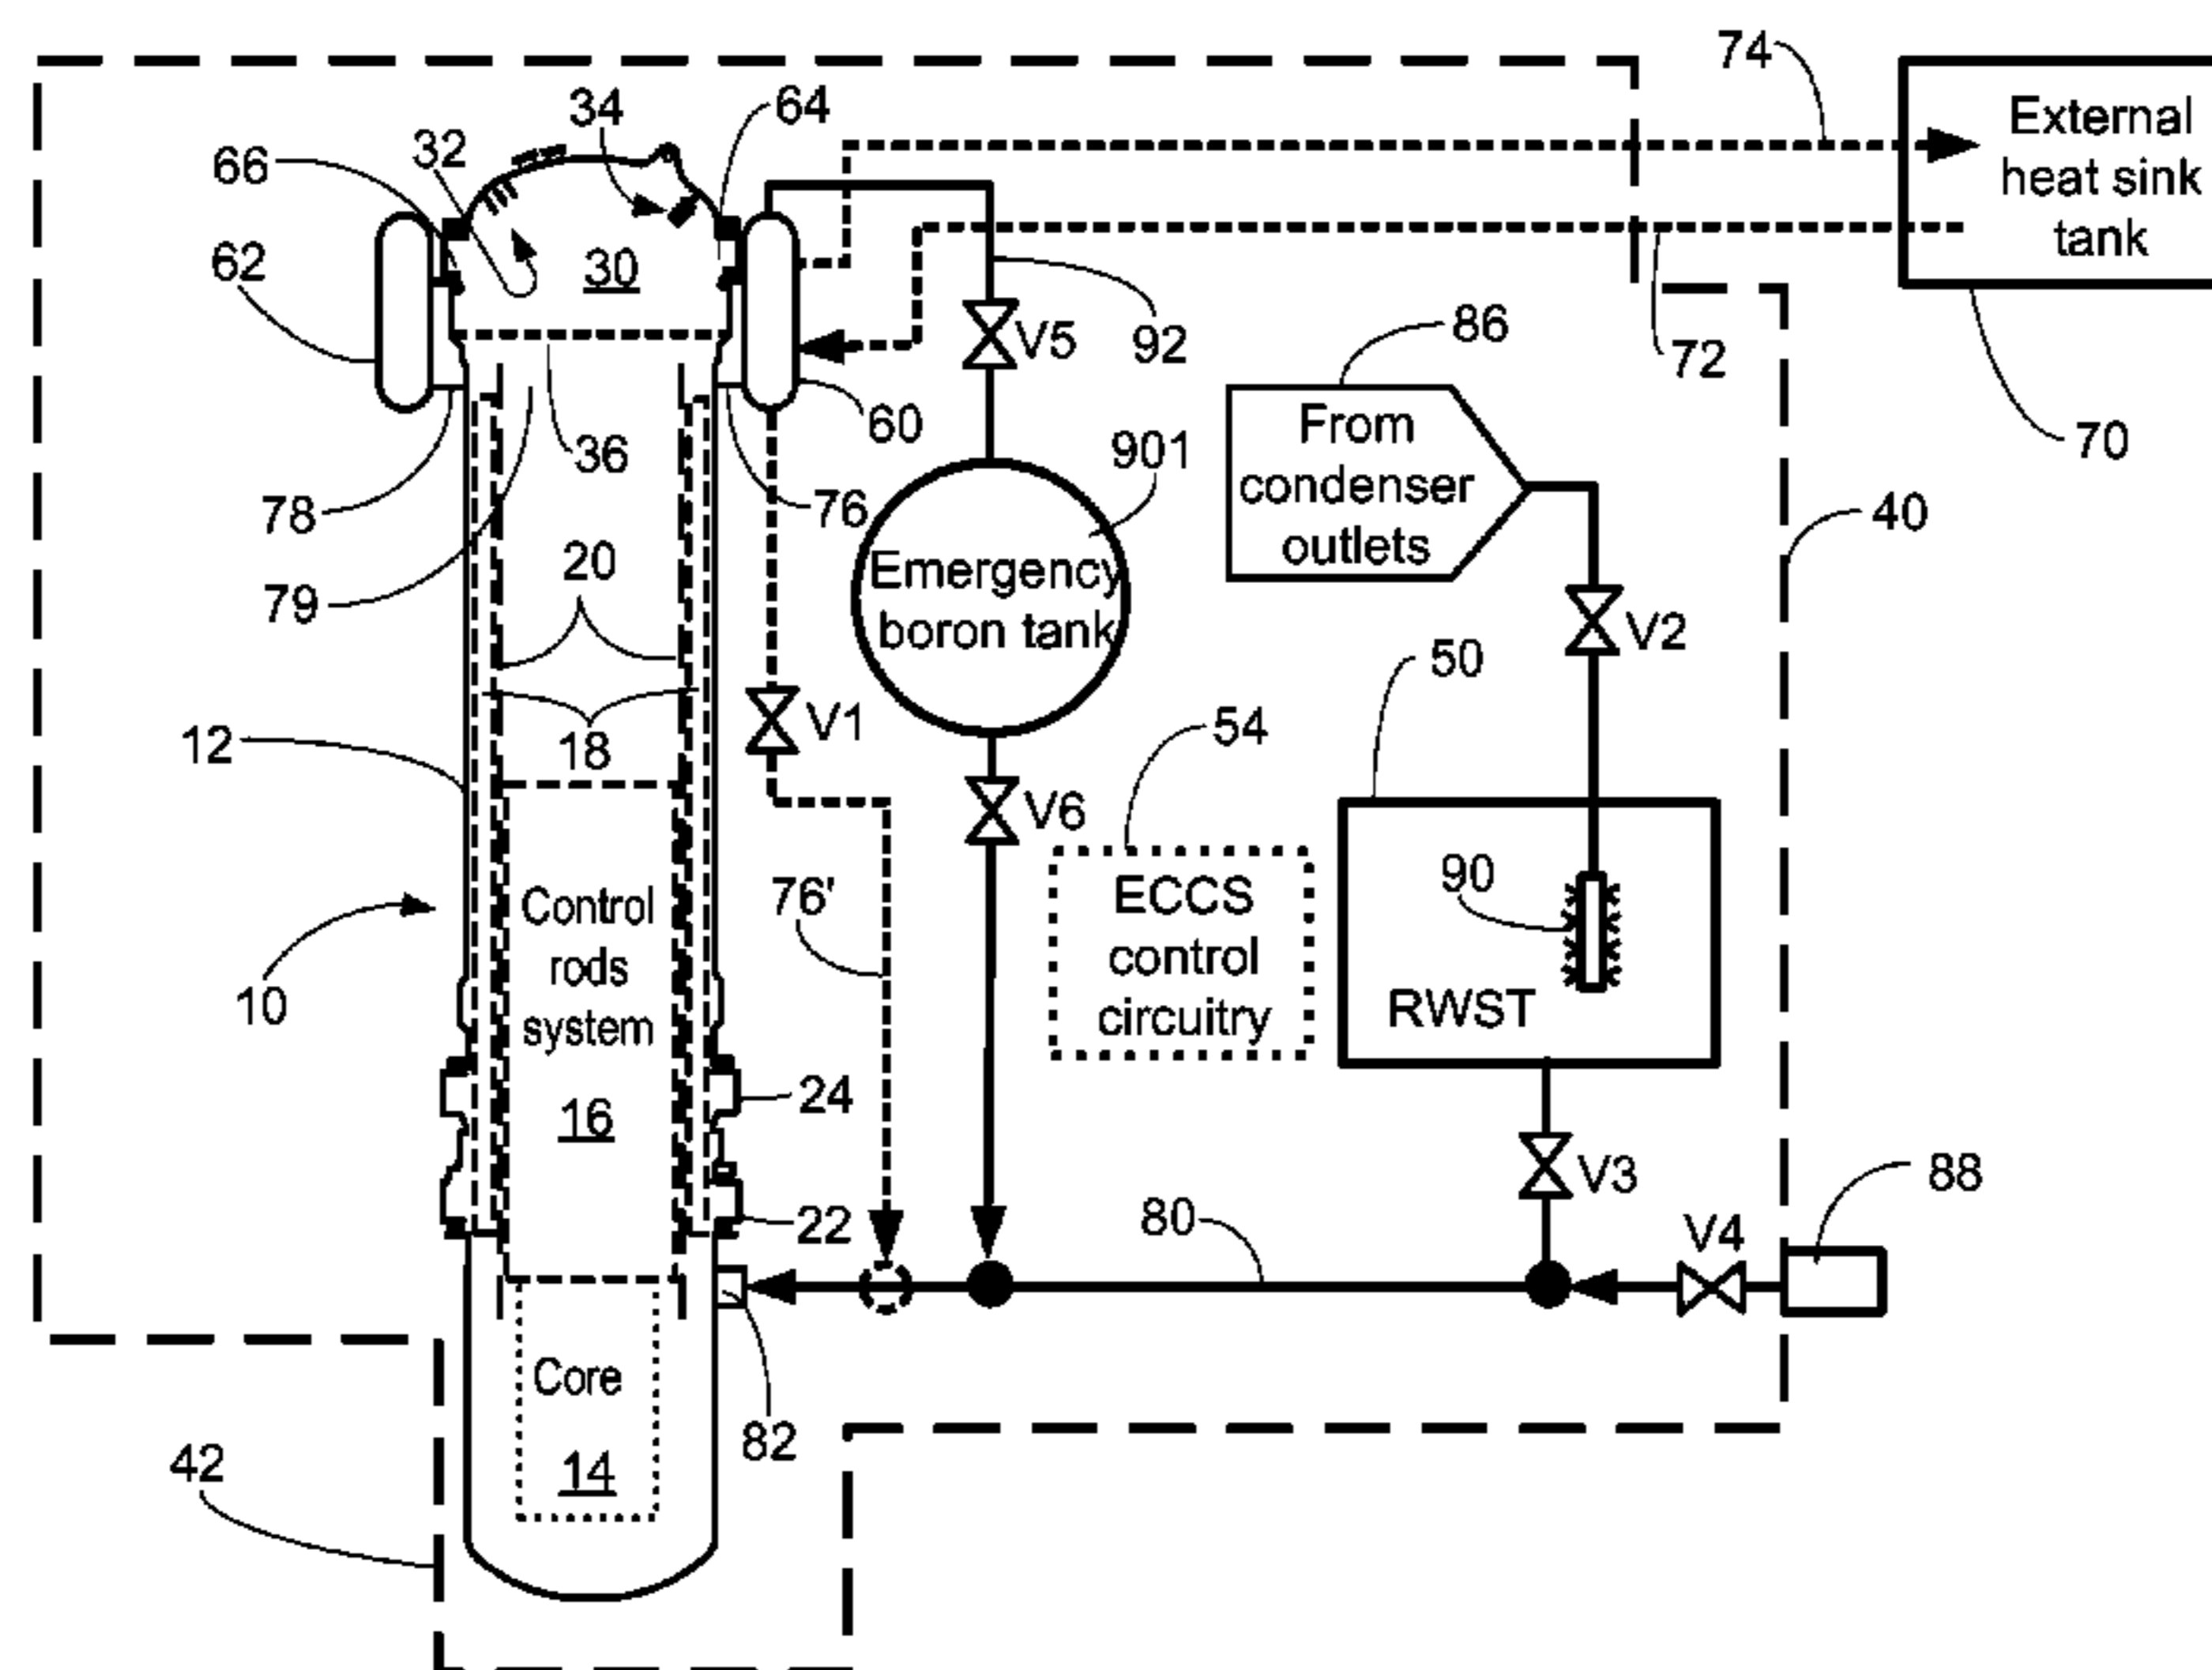 74
External
heat sink
tank
34
64
32
66
30
62
V5
92
86
72
60
70
From
condenser
outlets
36
901
78
76
40
79
20
Emergency
boron tank
V2
50
V1
54
12
18
V6
76'
ECCS
control
circuitry
90
RWST
Control
rods
system
16
10
24
V3
88
22
80
V4
Core
14
82
42